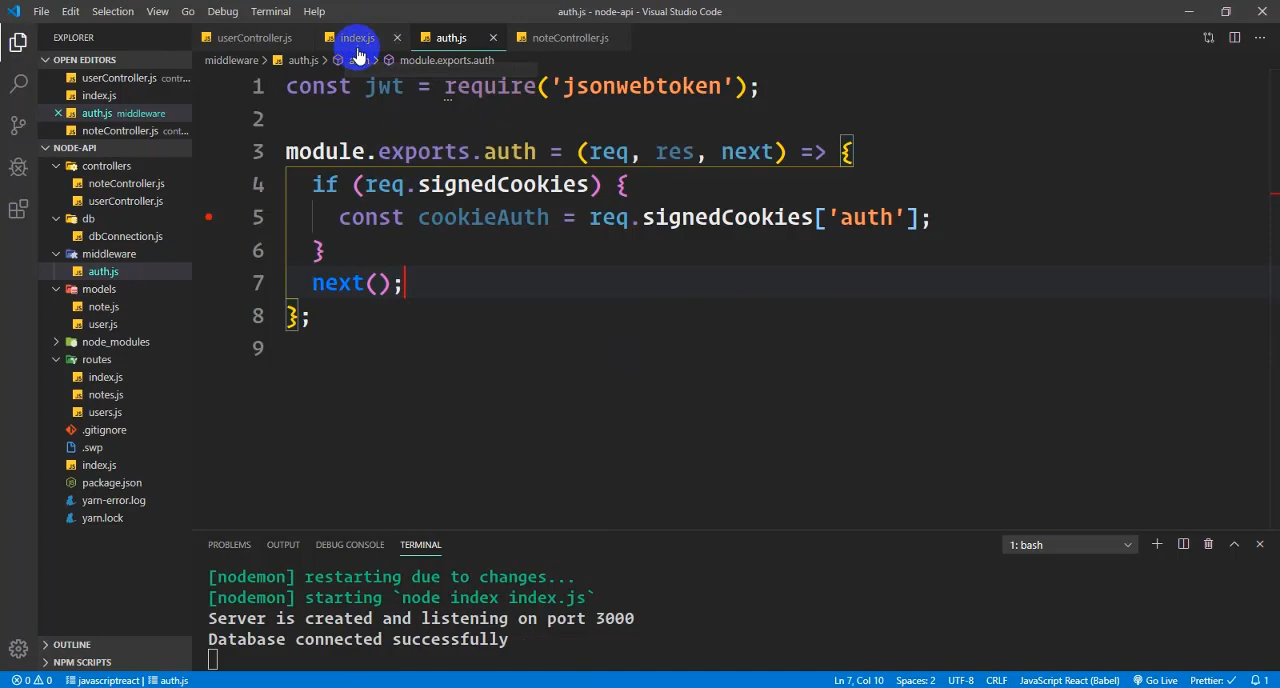 File Edit Selection View Go Debug Terminal Help
auth.js - node-api - Visual Studio Code
EXPLORER
OPEN EDITORS
userController.js contr...
index.js
auth.js middleware
noteController.js cont...
NODE-API
controllers
noteController.js
userController.js
db
dbConnection.js
middleware
auth.js
models
note.js
user.js
node_modules
routes
index.js
notes.js
users.js
.gitignore
.swp
index.js
package.json
yarn-error.log
yarn.lock
OUTLINE
NPM SCRIPTS
userController.js index.js auth.js noteController.js
middleware > auth.js > module.exports.auth
1 const jwt = require('jsonwebtoken');
2
3 module.exports.auth = (req, res, next) => {
4 if (req.signedCookies) {
5 const cookieAuth = req.signedCookies['auth'];
6 }
7 next();
8 };
9
PROBLEMS OUTPUT DEBUG CONSOLE TERMINAL
1: bash
[nodemon] restarting due to changes...
[nodemon] starting `node index index.js`
Server is created and listening on port 3000
Database connected successfully
0 0 javascriptreact | auth.js
Ln 7, Col 10 Spaces: 2 UTF-8 CRLF JavaScript React (Babel) Go Live Prettier: ✓ 1